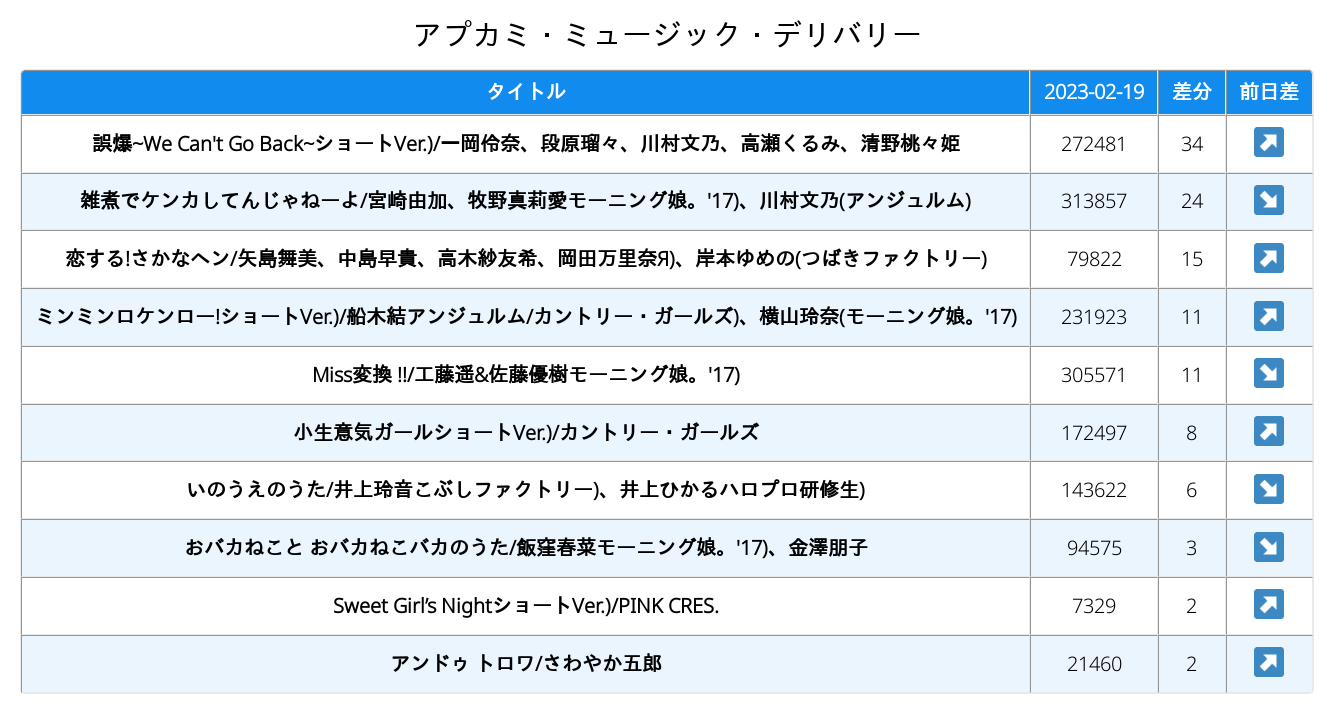 アプカミ・ミュージック・デリバリー
タイトル 2023-02-19 差分 前日差
誤爆~We Can't Go Back~ショートVer.)/一岡伶奈、段原瑠々、川村文乃、高瀬くるみ、清野桃々姫 272481 34 ↗
雑煮でケンカしてんじゃねーよ/宮崎由加、牧野真莉愛モーニング娘。'17)、川村文乃(アンジュルム) 313857 24 ↘
恋する!さかなヘン/矢島舞美、中島早貴、高木紗友希、岡田万里奈Я)、岸本ゆめの(つばきファクトリー) 79822 15 ↗
ミンミンロケンロー!ショートVer.)/船木結アンジュルム/カントリー・ガールズ)、横山玲奈(モーニング娘。'17) 231923 11 ↗
Miss変換 !!/工藤遥&佐藤優樹モーニング娘。'17) 305571 11 ↘
小生意気ガールショートVer.)/カントリー・ガールズ 172497 8 ↗
いのうえのうた/井上玲音こぶしファクトリー)、井上ひかるハロプロ研修生) 143622 6 ↘
おバカねこと おバカねこバカのうた/飯窪春菜モーニング娘。'17)、金澤朋子 94575 3 ↘
Sweet Girl’s NightショートVer.)/PINK CRES. 7329 2 ↗
アンドゥ トロワ/さわやか五郎 21460 2 ↗